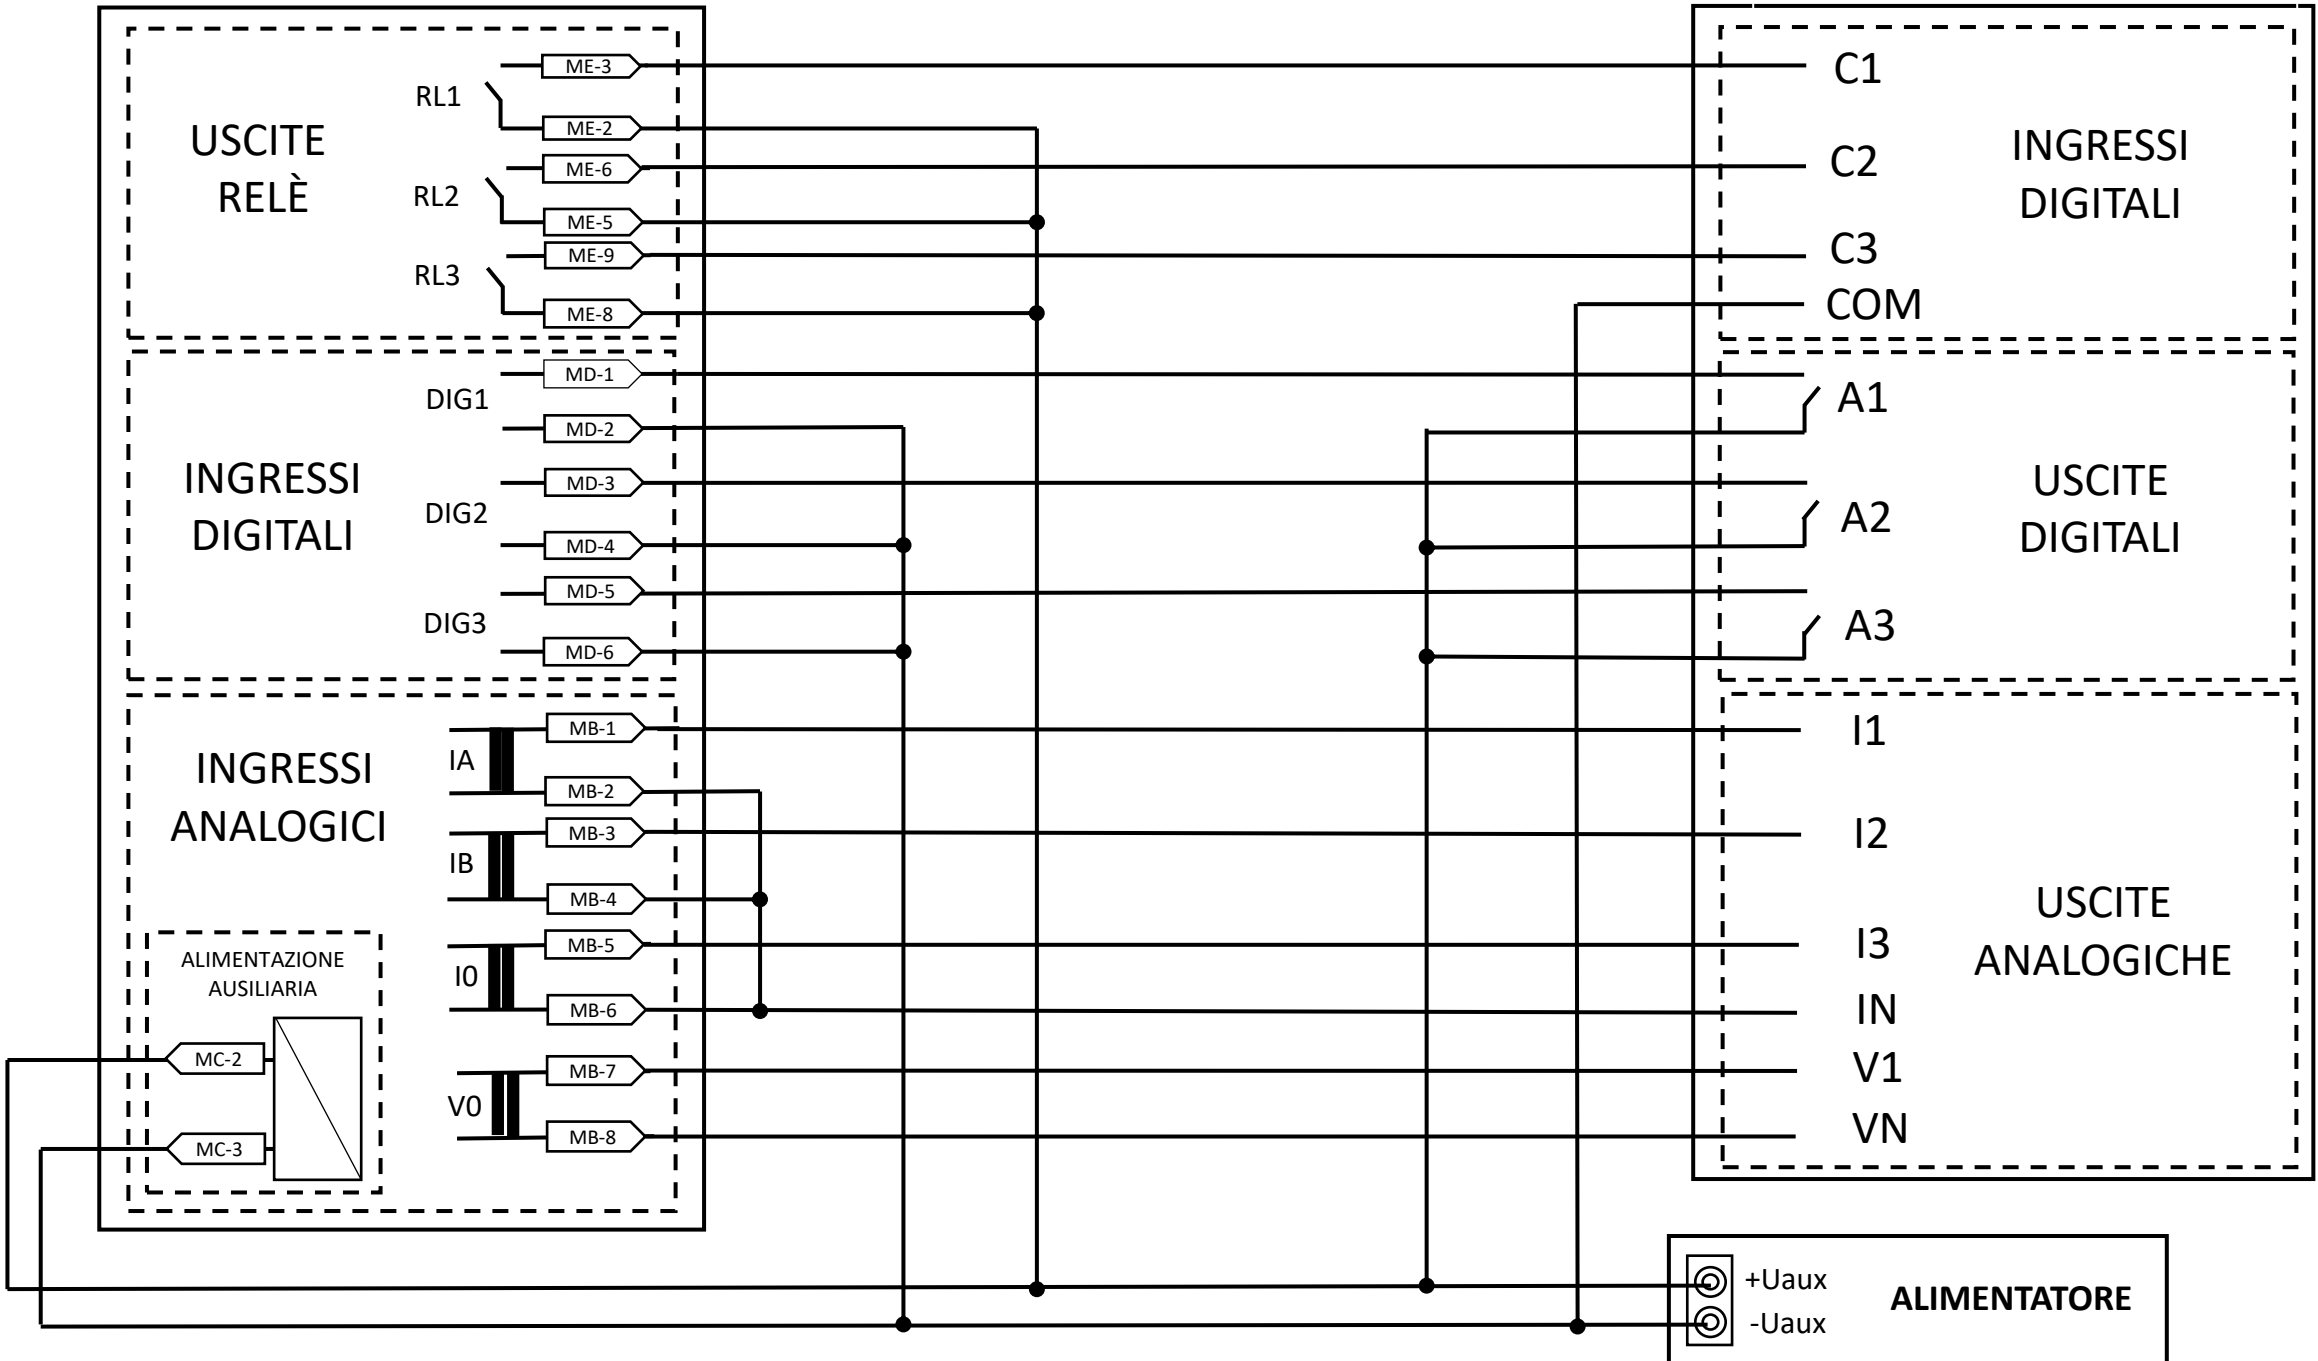 USCITE
RELÈ
RL1
ME-3
ME-2
RL2
ME-6
ME-5
RL3
ME-9
ME-8
INGRESSI
DIGITALI
DIG1
MD-1
MD-2
DIG2
MD-3
MD-4
DIG3
MD-5
MD-6
INGRESSI
ANALOGICI
IA
MB-1
MB-2
IB
MB-3
MB-4
I0
MB-5
MB-6
V0
MB-7
MB-8
ALIMENTAZIONE
AUSILIARIA
MC-2
MC-3
C1
C2
C3
COM
INGRESSI
DIGITALI
A1
A2
A3
USCITE
DIGITALI
I1
I2
I3
IN
V1
VN
USCITE
ANALOGICHE
+Uaux
-Uaux
ALIMENTATORE